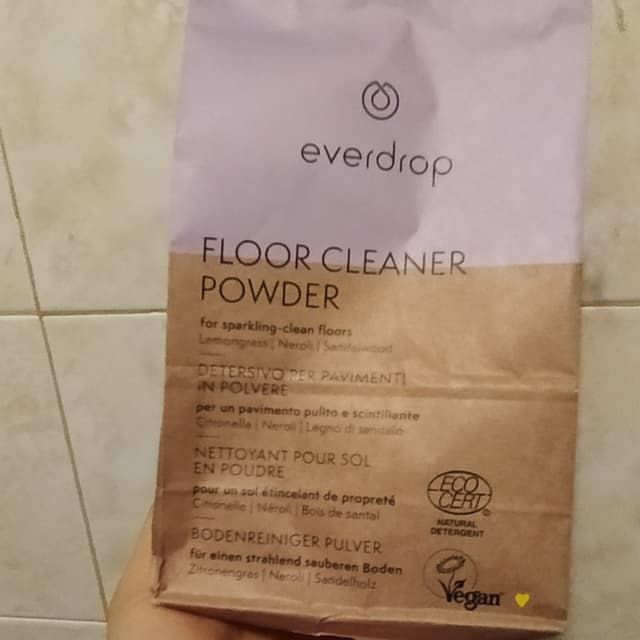 everdrop
FLOOR CLEANER
POWDER
for sparkling-clean floors
Lemongrass | Neroli | Sandalwood
DETERSIVO PER PAVIMENTI
IN POLVERE
per un pavimento pulito e scintillante
Citronella | Neroli | Legno di sandalo
NETTOYANT POUR SOL
EN POUDRE
pour un sol étincelant de propreté
Citronelle | Néroli | Bois de santal
BODENREINIGER PULVER
für einen strahlend sauberen Boden
Zitronengras | Neroli | Sandelholz
ECO
CERT
NATURAL
DETERGENT
Vegan